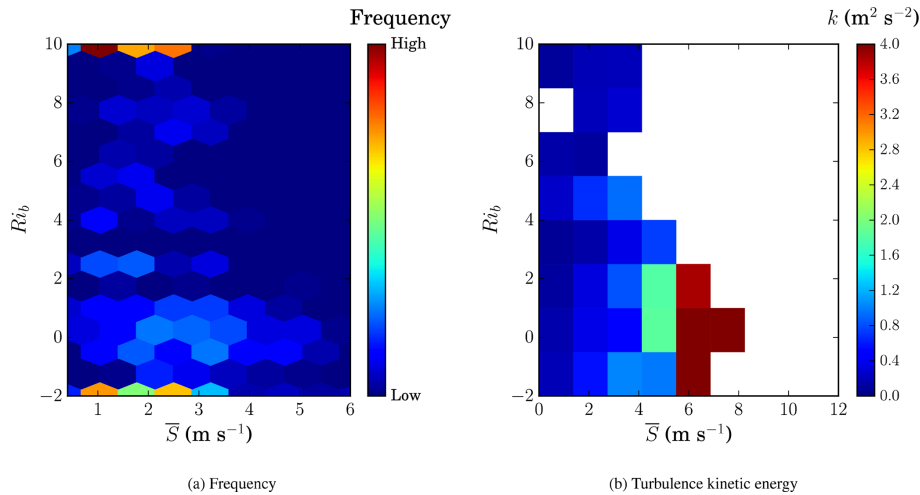 Frequency
k (m² s⁻²)
10
8
6
4
2
0
−2
Ri_b
1 2 3 4 5 6
S̅ (m s⁻¹)
High
Low
10
8
6
4
2
0
−2
Ri_b
0 2 4 6 8 10 12
S̅ (m s⁻¹)
4.0
3.6
3.2
2.8
2.4
2.0
1.6
1.2
0.8
0.4
0.0
(a) Frequency
(b) Turbulence kinetic energy